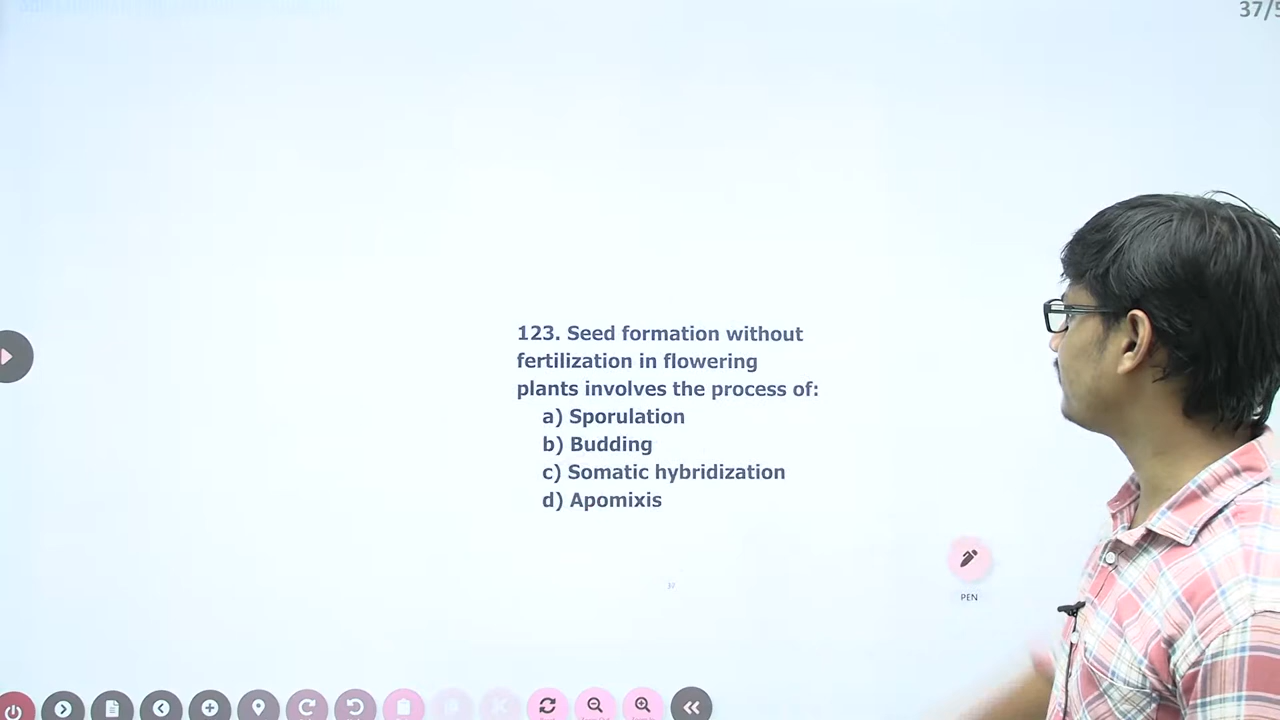 37/5
123. Seed formation without
fertilization in flowering
plants involves the process of:
a) Sporulation
b) Budding
c) Somatic hybridization
d) Apomixis
37
PEN